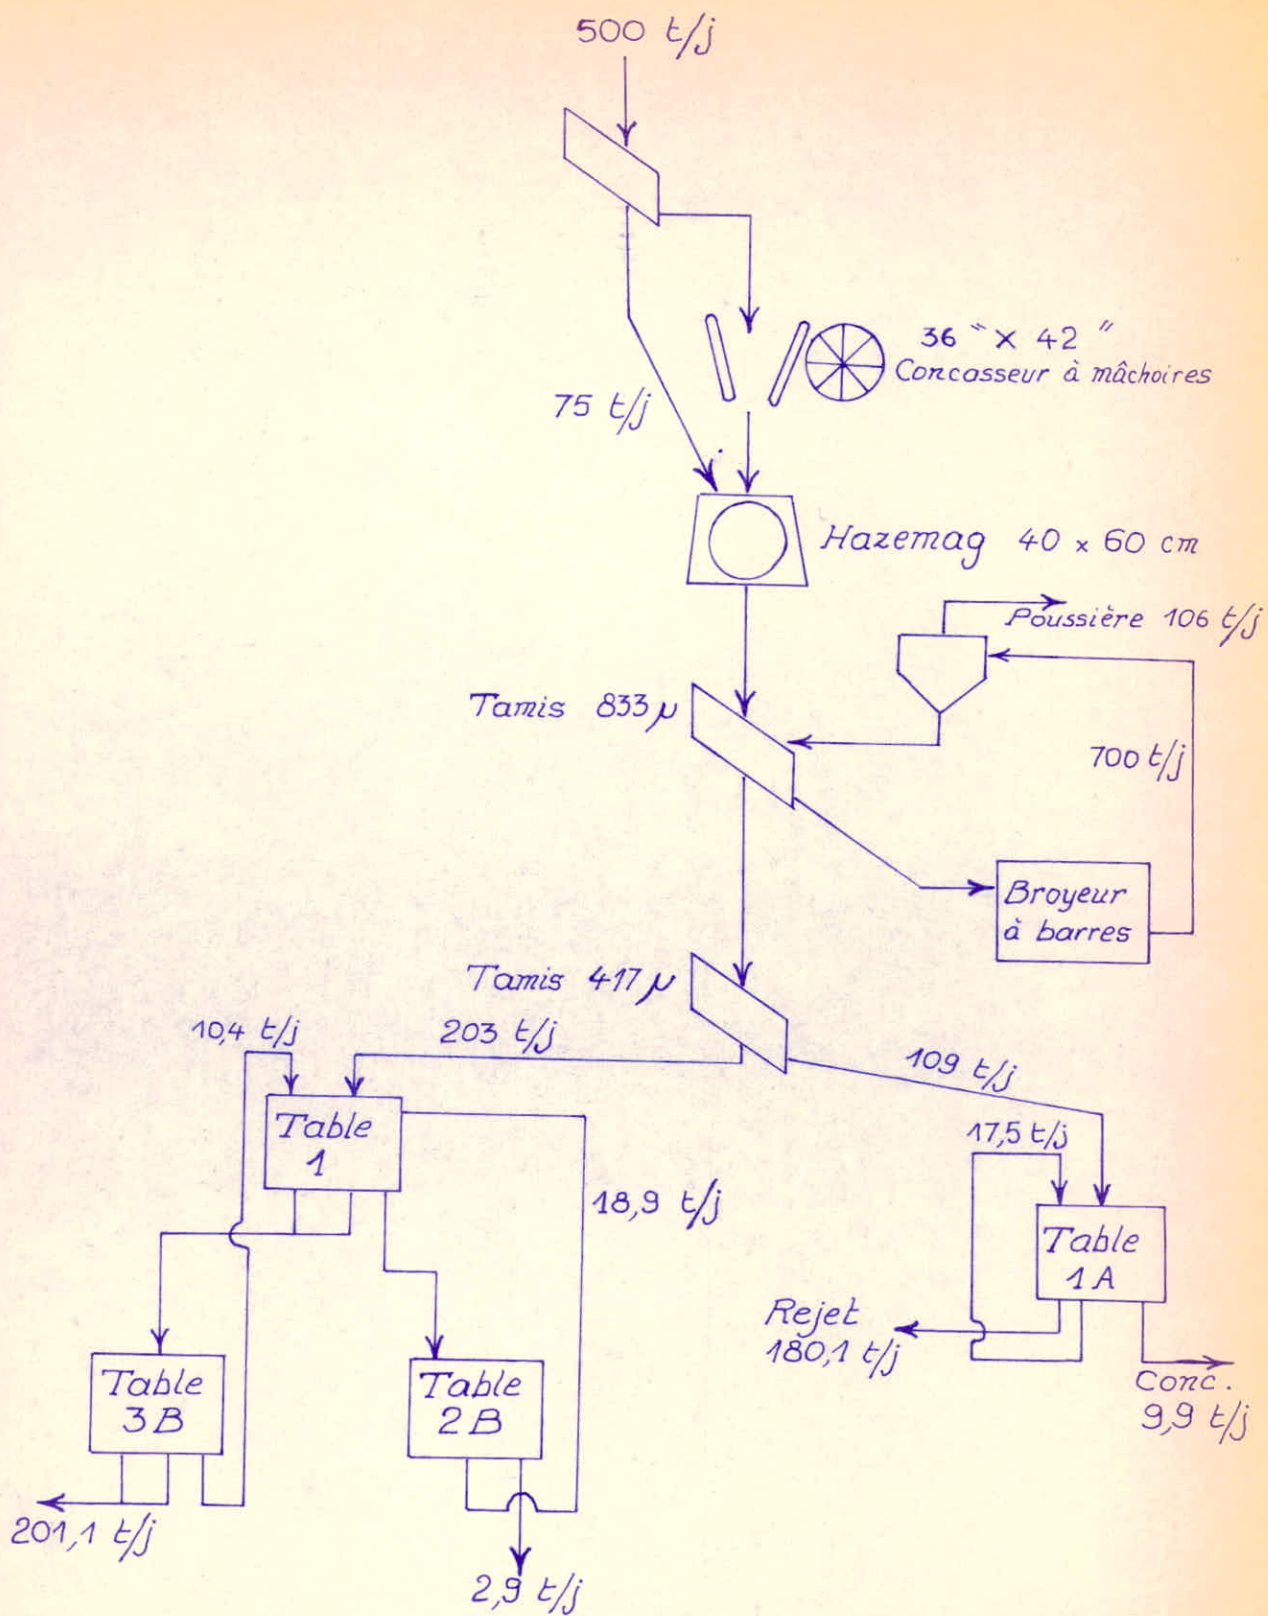 500 t/j
36 " X 42 "
Concasseur à mâchoires
75 t/j
Hazemag 40 x 60 cm
Poussière 106 t/j
Tamis 833 µ
700 t/j
Broyeur
à barres
Tamis 417 µ
10,4 t/j
203 t/j
109 t/j
Table
1
17,5 t/j
18,9 t/j
Table
1A
Rejet
180,1 t/j
Table
3B
Table
2B
Conc.
9,9 t/j
201,1 t/j
2,9 t/j